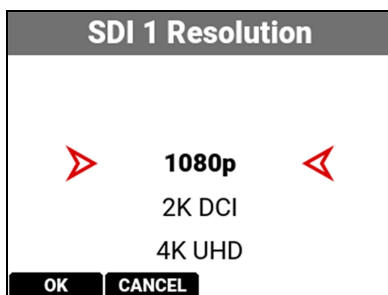 SDI 1 Resolution
1080p
2K DCI
4K UHD
OK CANCEL